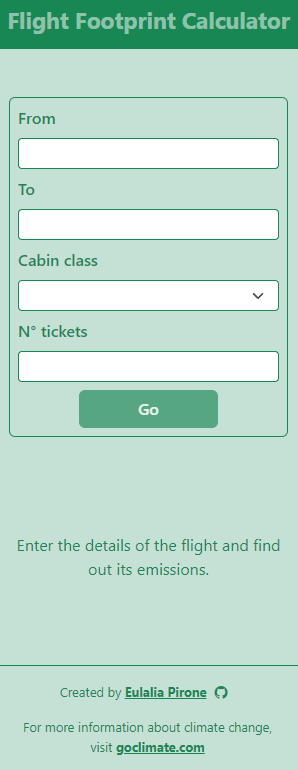 Flight Footprint Calculator
From
To
Cabin class
N° tickets
Go
Enter the details of the flight and find
out its emissions.
Created by Eulalia Pirone
For more information about climate change,
visit goclimate.com